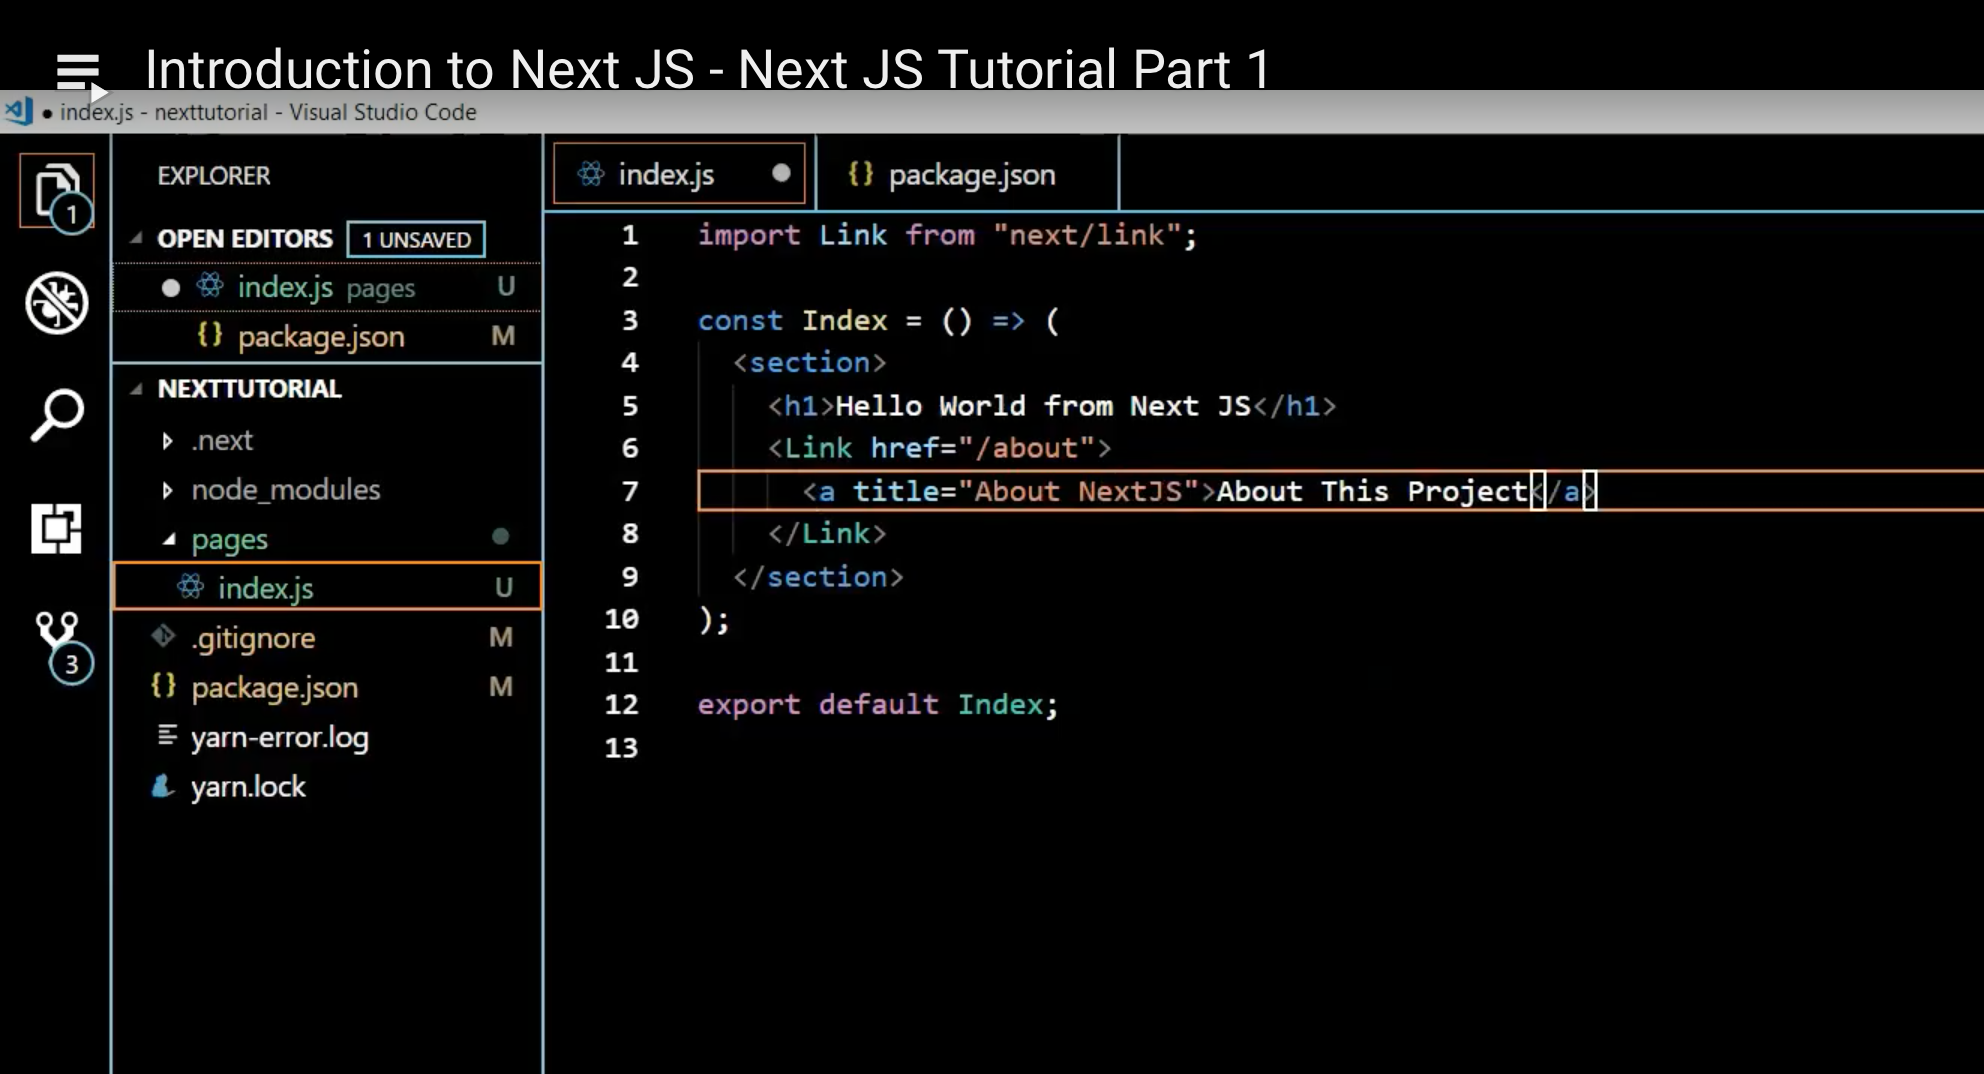 Introduction to Next JS - Next JS Tutorial Part 1
● index.js - nexttutorial - Visual Studio Code
EXPLORER
1
OPEN EDITORS 1 UNSAVED
index.js pages U
package.json M
NEXTTUTORIAL
.next
node_modules
pages
index.js U
.gitignore M
3
package.json M
yarn-error.log
yarn.lock
index.js
package.json
1 import Link from "next/link";
2
3 const Index = () => (
4 <section>
5 <h1>Hello World from Next JS</h1>
6 <Link href="/about">
7 <a title="About NextJS">About This Project</a>
8 </Link>
9 </section>
10 );
11
12 export default Index;
13